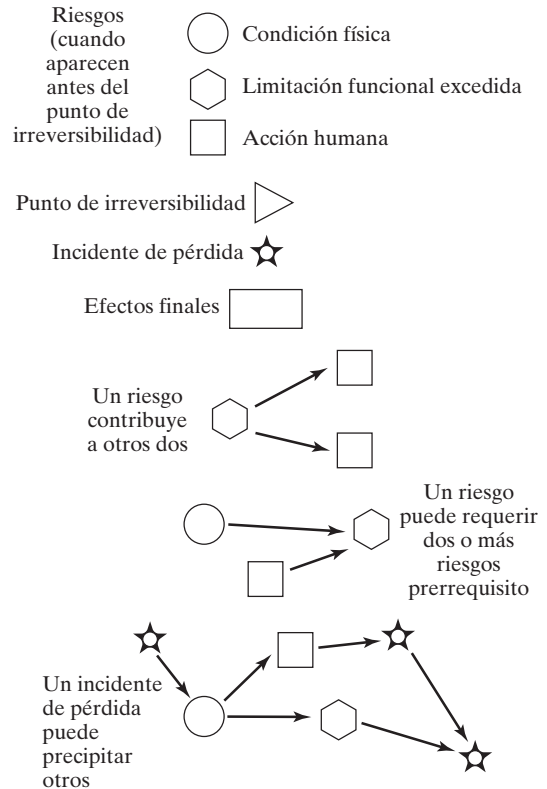 Riesgos
(cuando
aparecen
antes del
punto de
irreversibilidad)
Condición física
Limitación funcional excedida
Acción humana
Punto de irreversibilidad
Incidente de pérdida
Efectos finales
Un riesgo
contribuye
a otros dos
Un riesgo
puede requerir
dos o más
riesgos
prerrequisito
Un incidente
de pérdida
puede
precipitar
otros